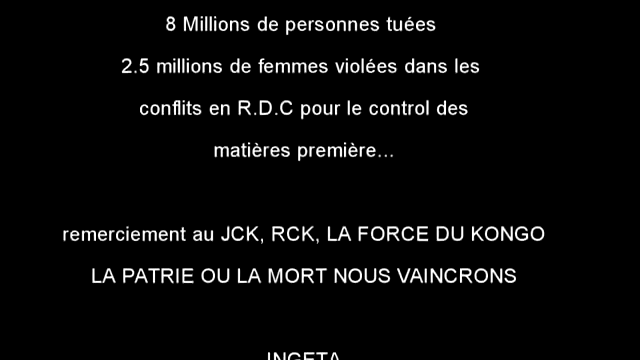 8 Millions de personnes tuées
2.5 millions de femmes violées dans les
conflits en R.D.C pour le control des
matières première...
remerciement au JCK, RCK, LA FORCE DU KONGO
LA PATRIE OU LA MORT NOUS VAINCRONS
INGETA